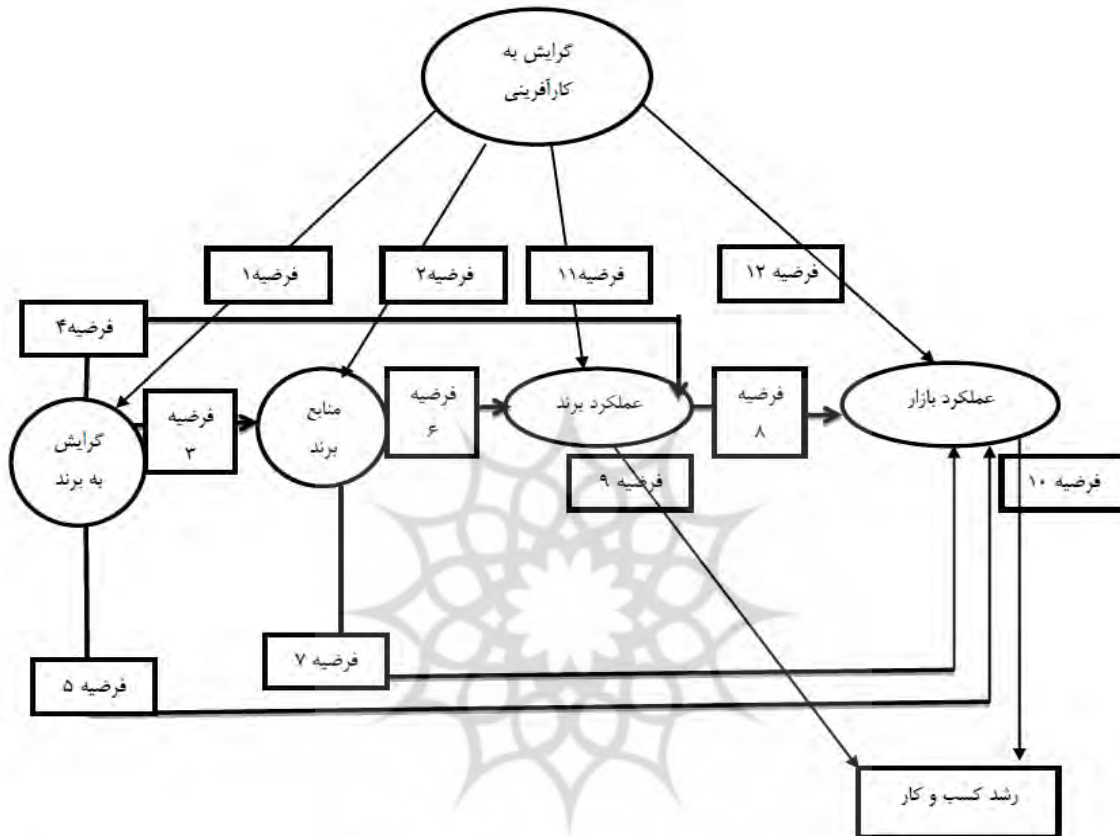 گرایش به
کارآفرینی
فرضیه۱
فرضیه۲
فرضیه۱۱
فرضیه ۱۲
فرضیه۴
گرایش
به برند
فرضیه
۳
منابع
برند
فرضیه
۶
عملکرد برند
فرضیه
۸
عملکرد بازار
فرضیه ۹
فرضیه ۱۰
فرضیه ۷
فرضیه ۵
رشد کسب و کار